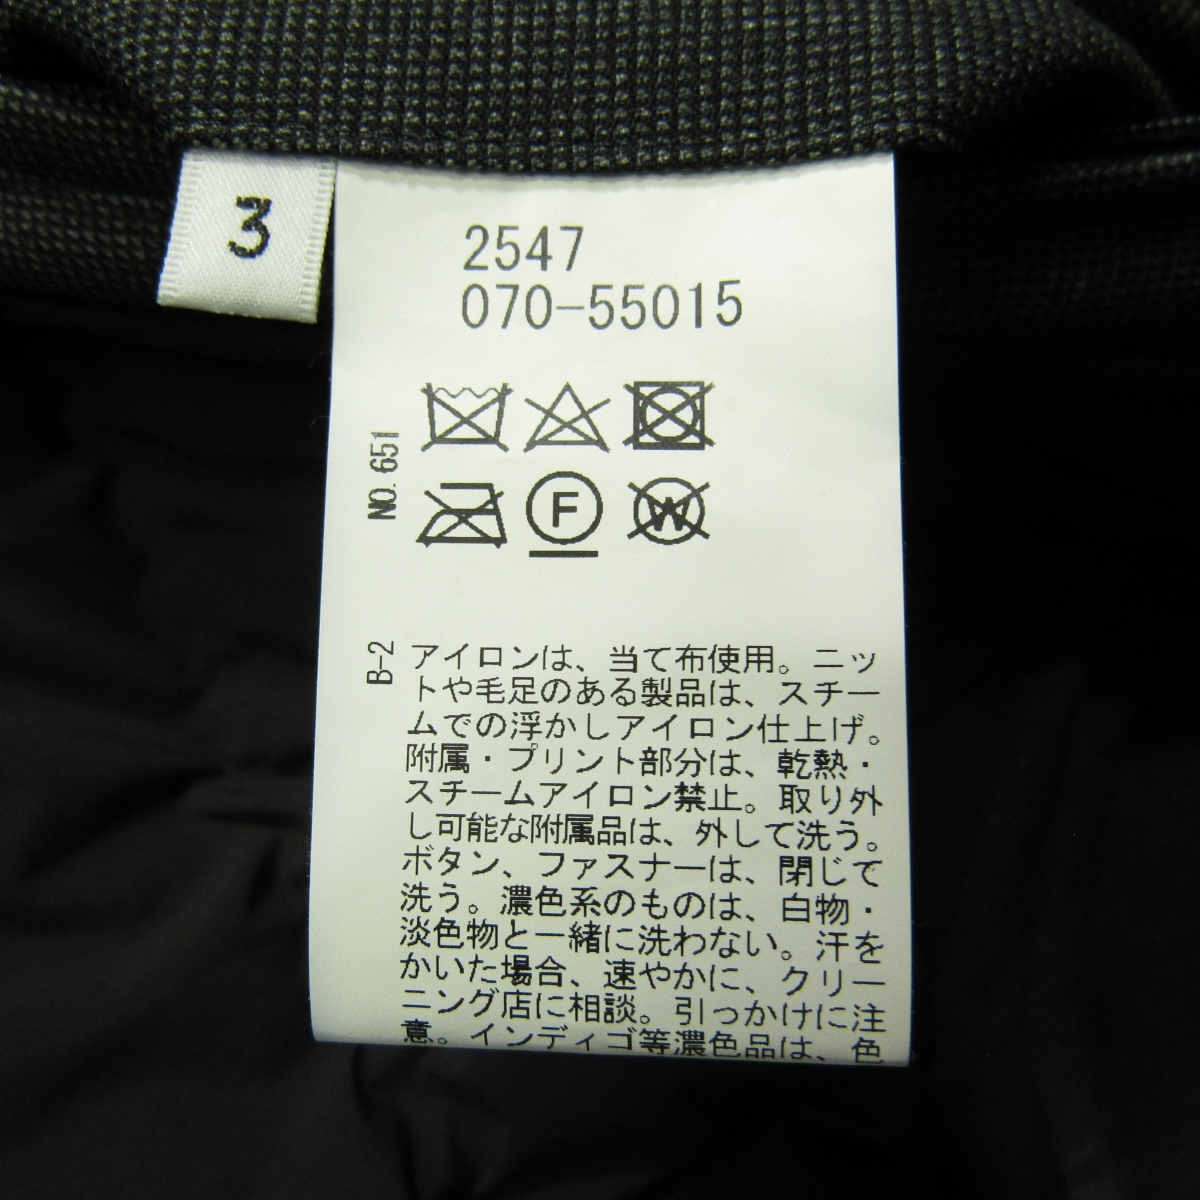 3
2547
070-55015
NO. 651
F
W
B-2
アイロンは、当て布使用。ニッ
トや毛足のある製品は、スチー
ムでの浮かしアイロン仕上げ。
附属・プリント部分は、乾熱・
スチームアイロン禁止。取り外
し可能な附属品は、外して洗う。
ボタン、ファスナーは、閉じて
洗う。濃色系のものは、白物・
淡色物と一緒に洗わない。汗を
かいた場合、速やかに、クリー
ニング店に相談。引っかけに注
意。インディゴ等濃色品は、色